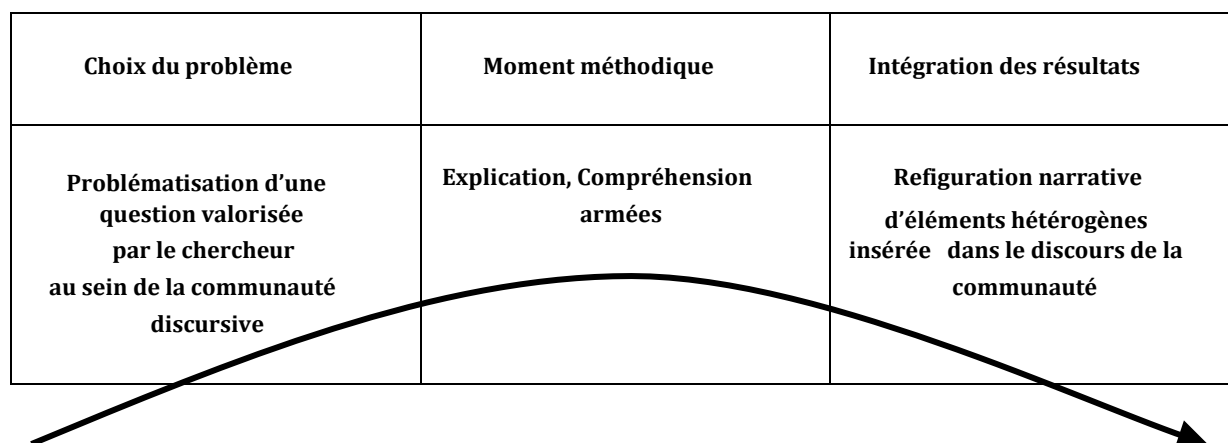 Choix du problème
Moment méthodique
Intégration des résultats
Problématisation d’une
question valorisée
par le chercheur
au sein de la communauté
discursive
Explication, Compréhension
armées
Refiguration narrative
d’éléments hétérogènes
insérée dans le discours de la
communauté